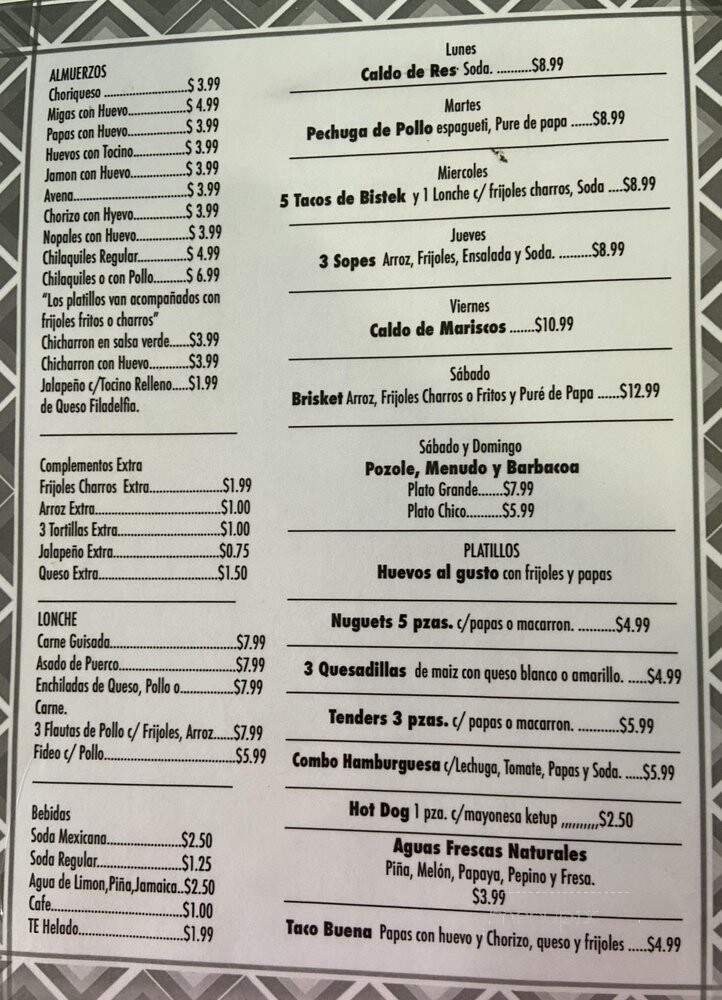 ALMUERZOS
Choriqueso ........................$ 3.99
Migas con Huevo.................$ 4.99
Papas con Huevo.................$ 3.99
Huevos con Tocino...............$ 3.99
Jamon con Huevo................$ 3.99
Avena.................................$ 3.99
Chorizo con Hyevo...............$ 3.99
Nopales con Huevo..............$ 3.99
Chilaquiles Regular..............$ 4.99
Chilaquiles o con Pollo..........$ 6.99
"Los platillos van acompañados con
frijoles fritos o charros"
Chicharron en salsa verde......$3.99
Chicharron con Huevo............$3.99
Jalapeño c/Tocino Relleno.....$1.99
de Queso Filadelfia.
Complementos Extra
Frijoles Charros Extra......................$1.99
Arroz Extra.....................................$1.00
3 Tortillas Extra..............................$1.00
Jalapeño Extra...............................$0.75
Queso Extra...................................$1.50
LONCHE
Carne Guisada....................................$7.99
Asado de Puerco.................................$7.99
Enchiladas de Queso, Pollo o...............$7.99
Carne.
3 Flautas de Pollo c/ Frijoles, Arroz.....$7.99
Fideo c/ Pollo......................................$5.99
Bebidas
Soda Mexicana.....................$2.50
Soda Regular........................$1.25
Agua de Limon,Piña,Jamaica..$2.50
Cafe.....................................$1.00
TE Helado.............................$1.99
Lunes
Caldo de Res· Soda. ..........$8.99
Martes
Pechuga de Pollo espagueti, Pure de papa ......$8.99
Miercoles
5 Tacos de Bistek y 1 Lonche c/ frijoles charros, Soda ....$8.99
Jueves
3 Sopes Arroz, Frijoles, Ensalada y Soda. .........$8.99
Viernes
Caldo de Mariscos .......$10.99
Sábado
Brisket Arroz, Frijoles Charros o Fritos y Puré de Papa ......$12.99
Sábado y Domingo
Pozole, Menudo y Barbacoa
Plato Grande.......$7.99
Plato Chico..........$5.99
PLATILLOS
Huevos al gusto con frijoles y papas
Nuguets 5 pzas. c/papas o macarron. ..........$4.99
3 Quesadillas de maiz con queso blanco o amarillo. .....$4.99
Tenders 3 pzas. c/ papas o macarron. ...........$5.99
Combo Hamburguesa c/Lechuga, Tomate, Papas y Soda. .....$5.99
Hot Dog 1 pza. c/mayonesa ketup ,,,,,,,,,,$2.50
Aguas Frescas Naturales
Piña, Melón, Papaya, Pepino y Fresa.
$3.99
Taco Buena Papas con huevo y Chorizo, queso y frijoles .....$4.99